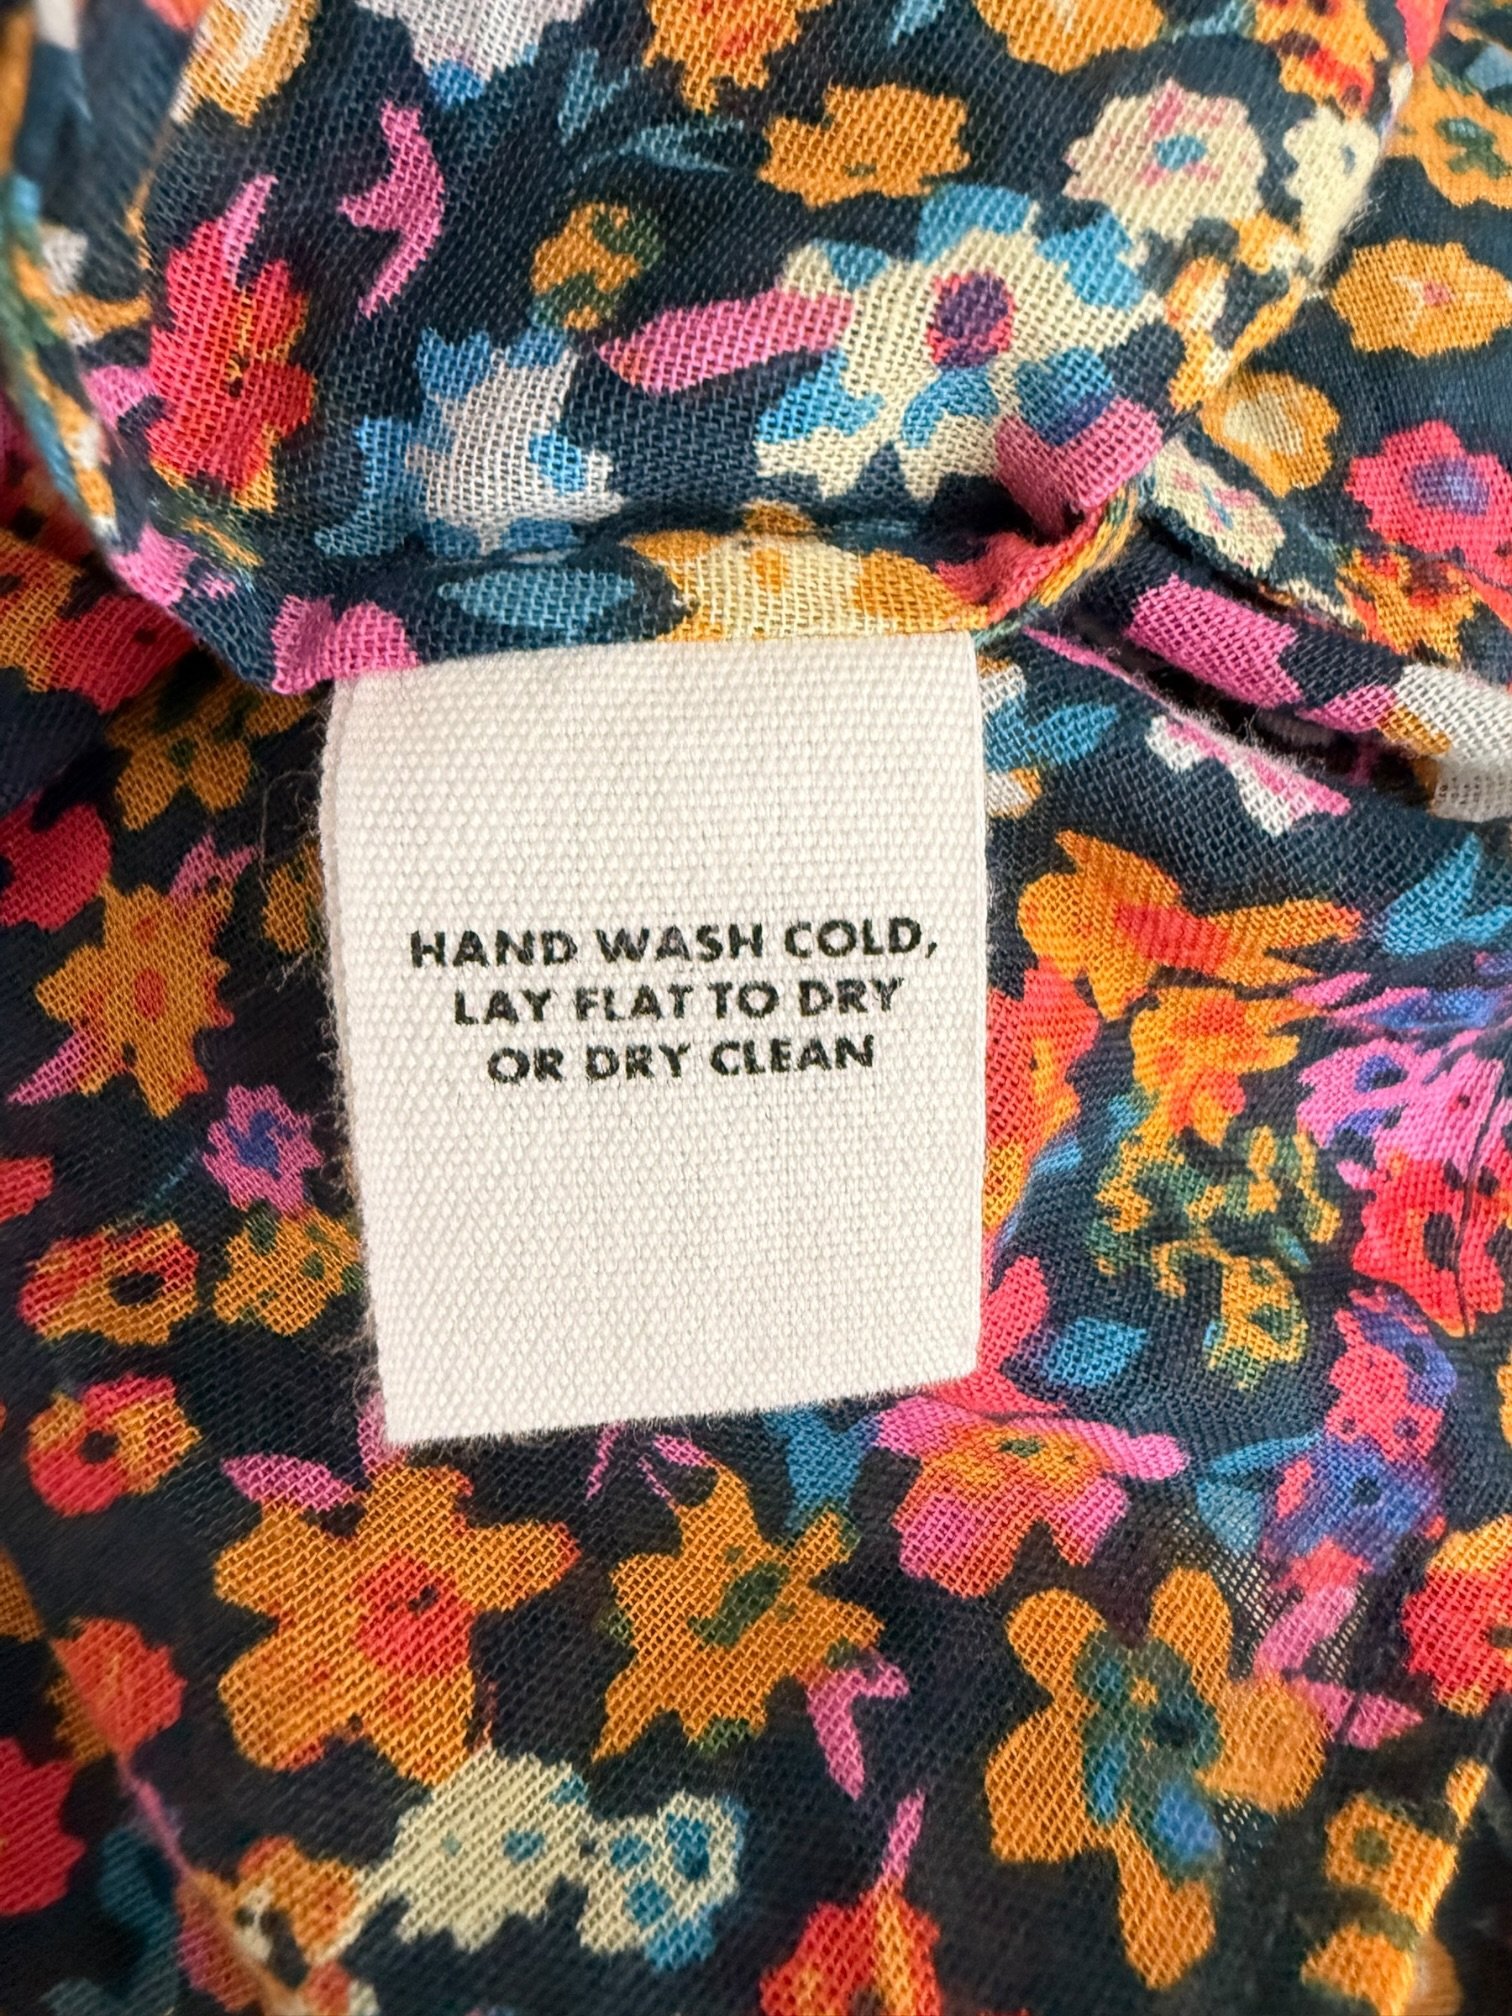 HAND WASH COLD,
LAY FLAT TO DRY
OR DRY CLEAN